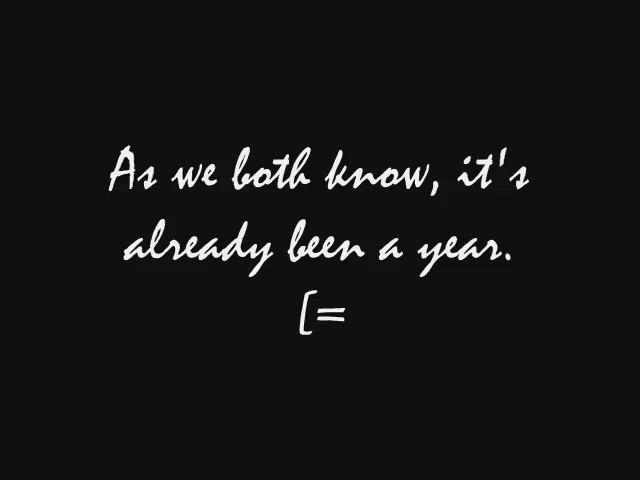 As we both know, it's
already been a year.
[=